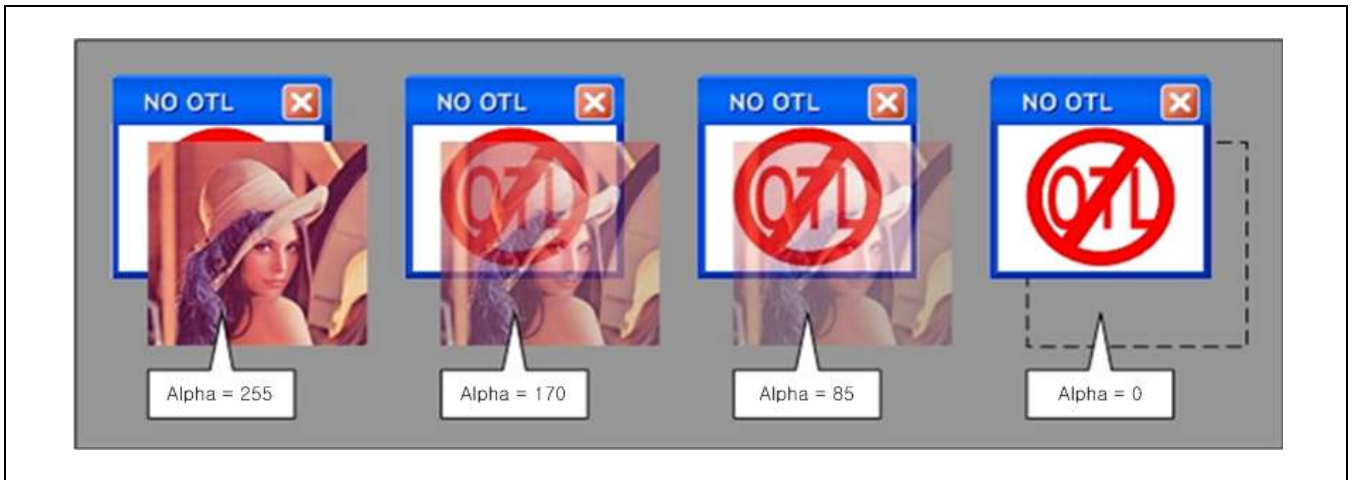 NO OTL
NO OTL
NO OTL
NO OTL
OTL
OTL
OTL
Alpha = 255
Alpha = 170
Alpha = 85
Alpha = 0